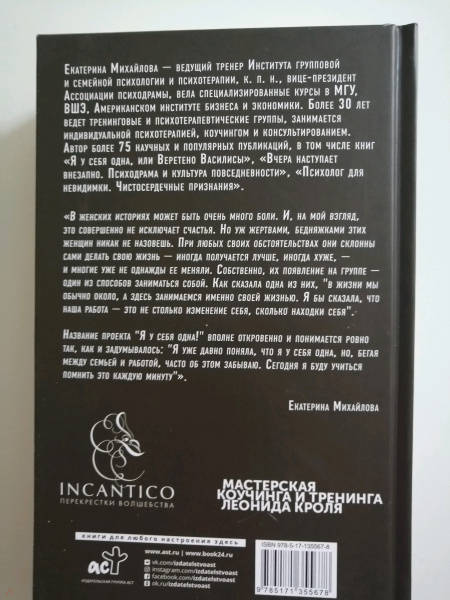 Екатерина Михайлова — ведущий тренер Института групповой
и семейной психологии и психотерапии, к. п. н., вице-президент
Ассоциации психодрамы, вела специализированные курсы в МГУ,
ВШЭ, Американском институте бизнеса и экономики. Более 30 лет
ведет тренинговые и психотерапевтические группы, занимается
индивидуальной психотерапией, коучингом и консультированием.
Автор более 75 научных и популярных публикаций, в том числе книг
«Я у себя одна, или Веретено Василисы», «Вчера наступает
внезапно. Психодрама и культура повседневности», «Психолог для
невидимки. Чистосердечные признания».
«В женских историях может быть очень много боли. И, на мой взгляд,
это совершенно не исключает счастья. Но уж жертвами, бедняжками этих
женщин никак не назовешь. При любых своих обстоятельствах они склонны
сами делать свою жизнь — иногда получается лучше, иногда хуже, —
и многие уже не однажды ее меняли. Собственно, их появление на группе —
один из способов заниматься собой. Как сказала одна из них, "в жизни мы
обычно около, а здесь занимаемся именно своей жизнью. Я бы сказала, что
наша работа — это не столько изменение себя, сколько находки себя".
Название проекта "Я у себя одна!" вполне откровенно и понимается ровно
так, как и задумывалось: "Я уже давно поняла, что я у себя одна, но, бегая
между семьей и работой, часто об этом забываю. Сегодня я буду учиться
помнить это каждую минуту"».
Екатерина Михайлова
INCANTICO
ПЕРЕКРЕСТКИ ВОЛШЕБСТВА
МАСТЕРСКАЯ
КОУЧИНГА И ТРЕНИНГА
ЛЕОНИДА КРОЛЯ
книги для любого настроения здесь
аст
ИЗДАТЕЛЬСКАЯ ГРУППА АСТ
www.ast.ru | www.book24.ru
vk.com/izdatelstvoast
instagram.com/izdatelstvoast
facebook.com/izdatelstvoast
ok.ru/izdatelstvoast
ISBN 978-5-17-135567-8
9 785171 355678